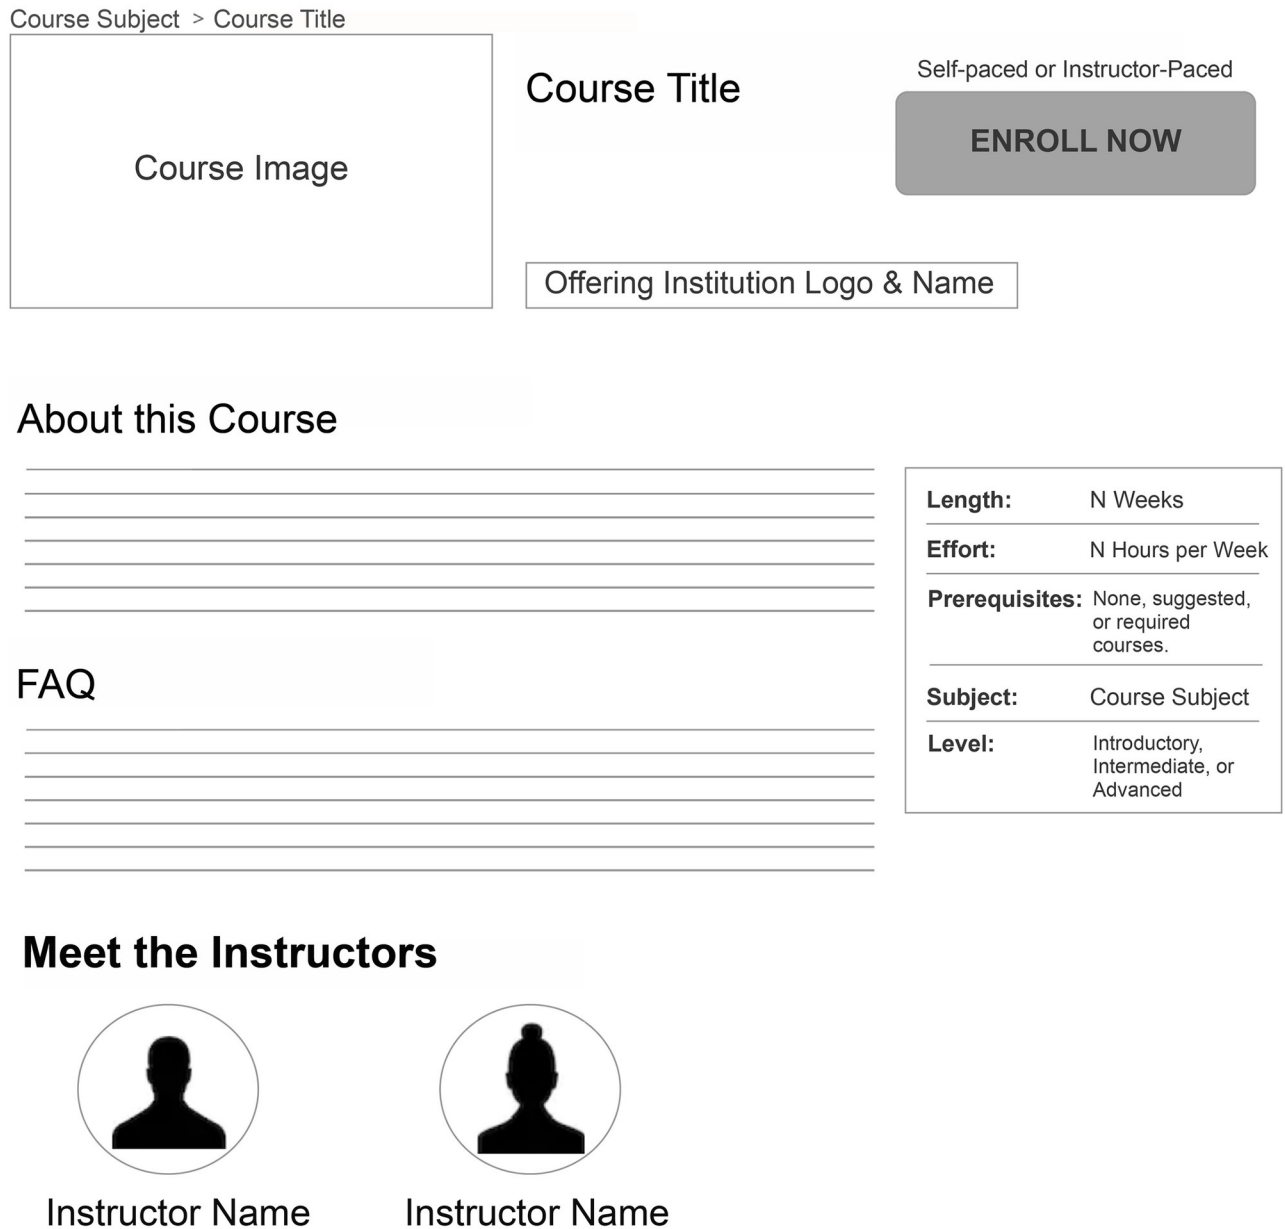 Course Subject > Course Title
Course Image
Course Title
Self-paced or Instructor-Paced
ENROLL NOW
Offering Institution Logo & Name
About this Course
Length: N Weeks
Effort: N Hours per Week
Prerequisites: None, suggested,
or required
courses.
Subject: Course Subject
Level: Introductory,
Intermediate, or
Advanced
FAQ
Meet the Instructors
Instructor Name
Instructor Name